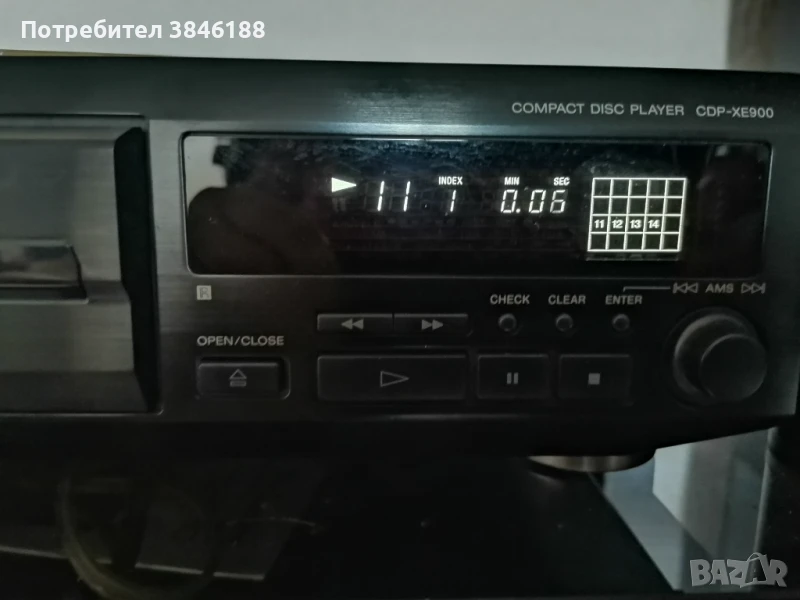 Потребител 3846188
COMPACT DISC PLAYER CDP-XE900
INDEX MIN SEC
11 1 0.06
11 12 13 14
R
CHECK CLEAR ENTER AMS
OPEN/CLOSE
BAZAR